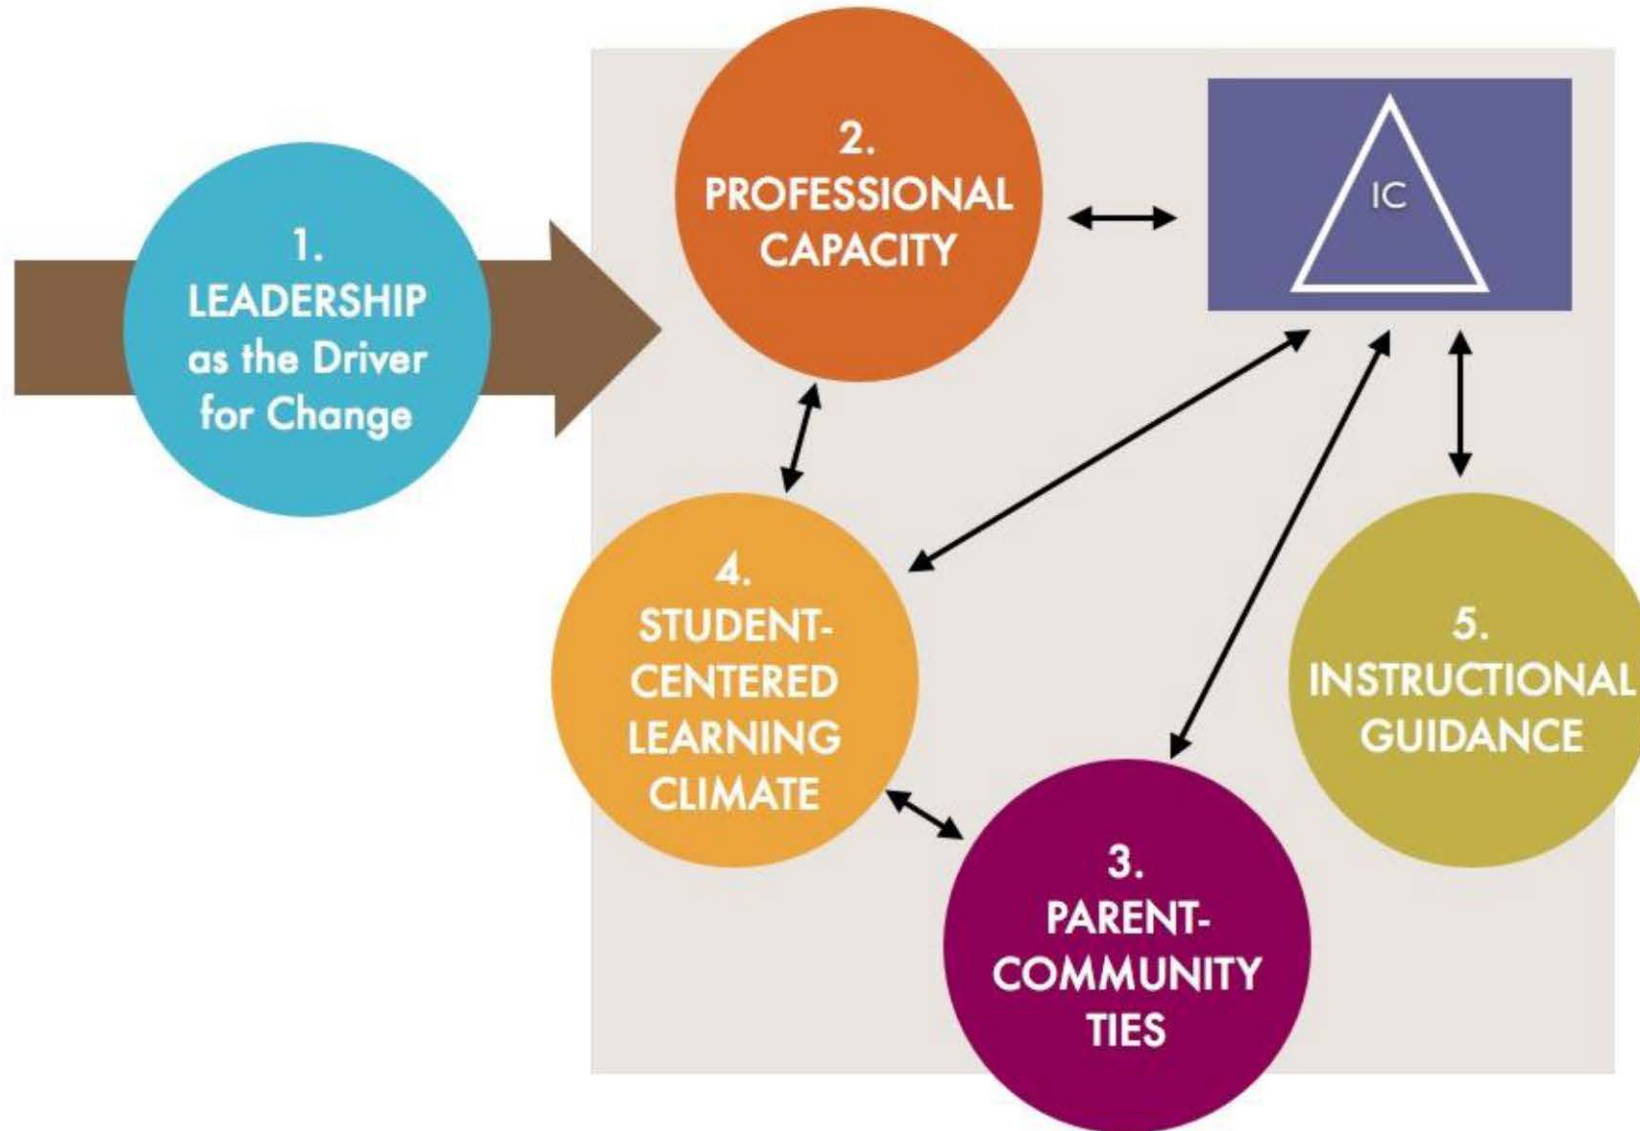 1.
LEADERSHIP
as the Driver
for Change
2.
PROFESSIONAL
CAPACITY
IC
4.
STUDENT-
CENTERED
LEARNING
CLIMATE
5.
INSTRUCTIONAL
GUIDANCE
3.
PARENT-
COMMUNITY
TIES